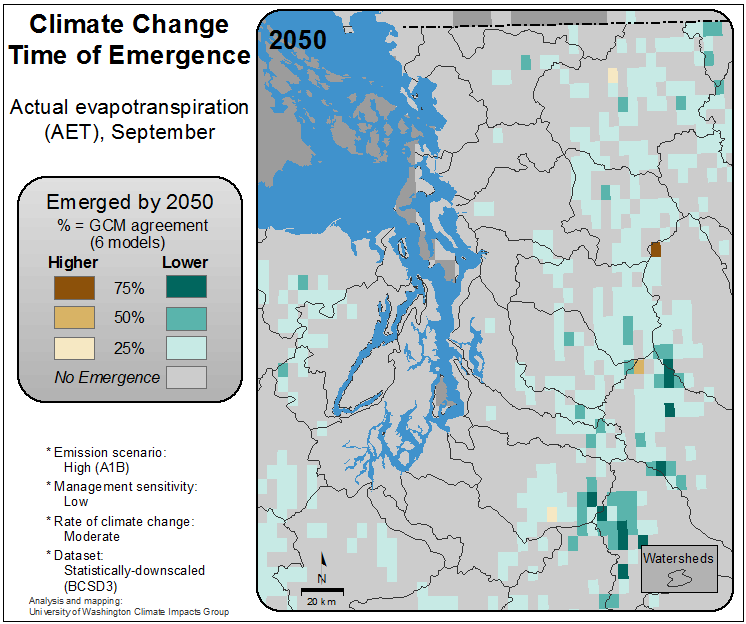 Climate Change
Time of Emergence
Actual evapotranspiration
(AET), September
Emerged by 2050
% = GCM agreement
(6 models)
Higher Lower
75%
50%
25%
No Emergence
* Emission scenario:
High (A1B)
* Management sensitivity:
Low
* Rate of climate change:
Moderate
* Dataset:
Statistically-downscaled
(BCSD3)
Analysis and mapping:
University of Washington Climate Impacts Group
2050
N
20 km
Watersheds